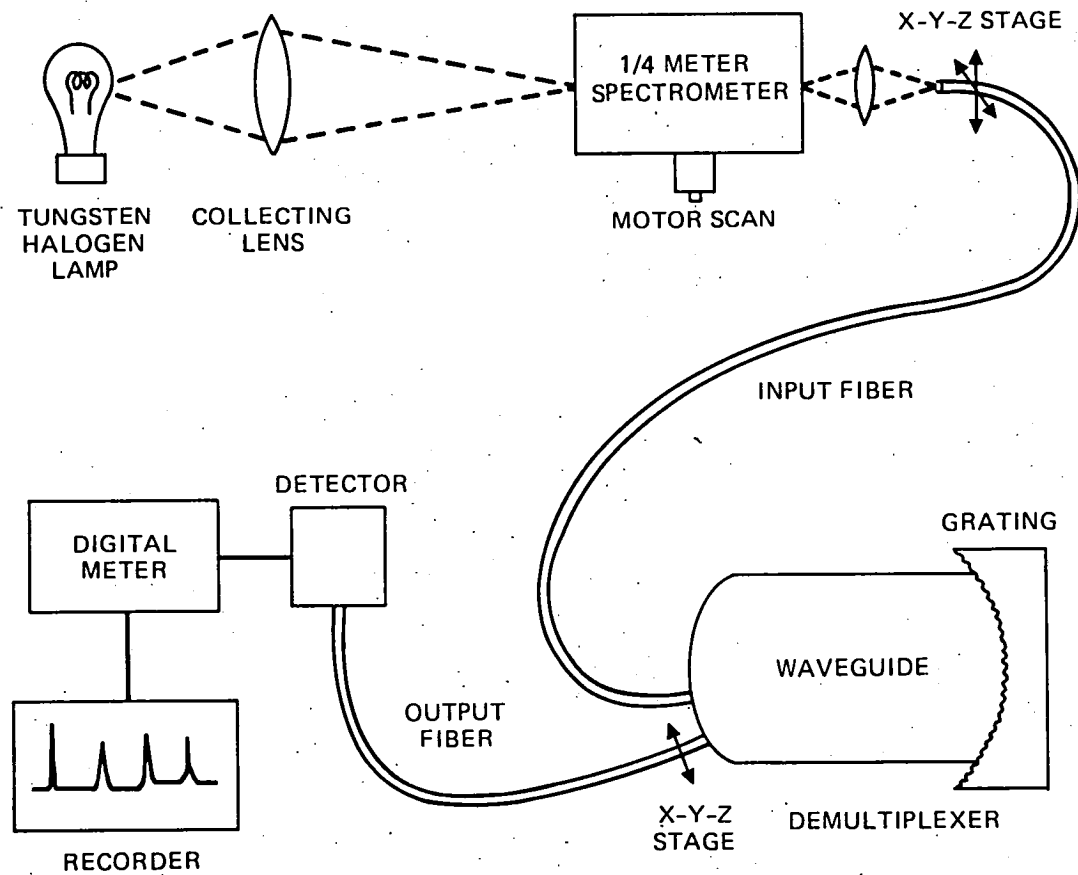 X-Y-Z STAGE
1/4 METER
SPECTROMETER
TUNGSTEN
HALOGEN
LAMP
COLLECTING
LENS
MOTOR SCAN
INPUT FIBER
DETECTOR
DIGITAL
METER
GRATING
WAVEGUIDE
OUTPUT
FIBER
X-Y-Z
STAGE
DEMULTIPLEXER
RECORDER